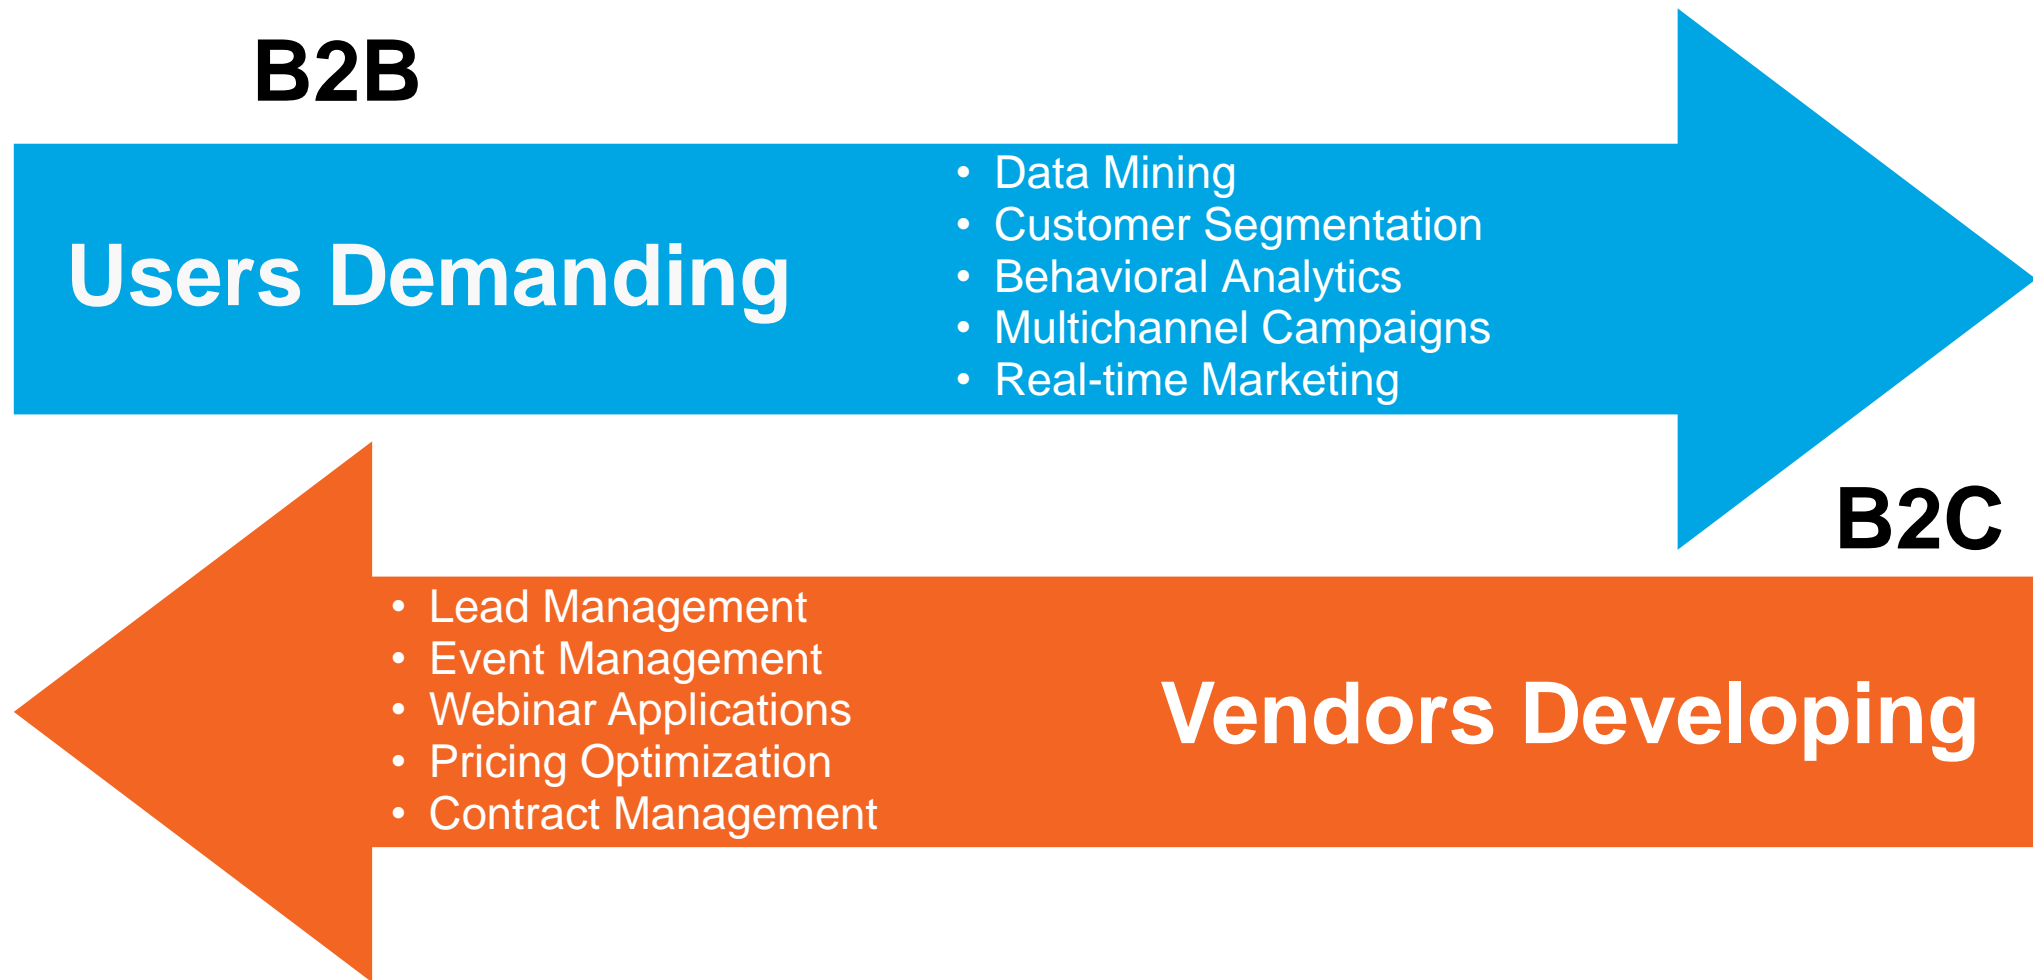 B2B
Users Demanding
• Data Mining
• Customer Segmentation
• Behavioral Analytics
• Multichannel Campaigns
• Real-time Marketing
B2C
• Lead Management
• Event Management
• Webinar Applications
• Pricing Optimization
• Contract Management
Vendors Developing